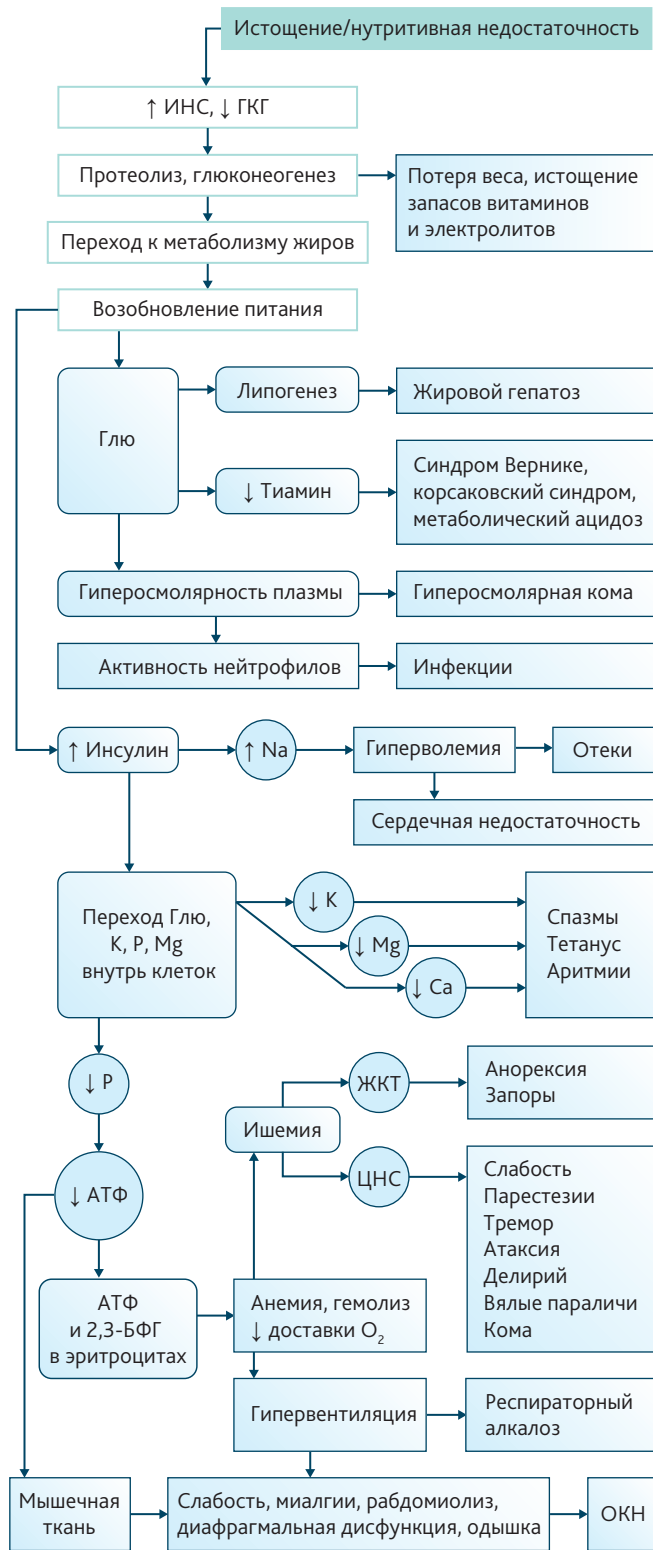 Истощение/нутритивная недостаточность
↑ ИНС, ↓ ГКГ
Протеолиз, глюконеогенез
Потеря веса, истощение
запасов витаминов
и электролитов
Переход к метаболизму жиров
Возобновление питания
Глю
Липогенез
Жировой гепатоз
↓ Тиамин
Синдром Вернике,
корсаковский синдром,
метаболический ацидоз
Гиперосмолярность плазмы
Гиперосмолярная кома
Активность нейтрофилов
Инфекции
↑ Инсулин
↑ Na
Гиперволемия
Отеки
Сердечная недостаточность
Переход Глю,
K, P, Mg
внутрь клеток
↓ K
↓ Mg
↓ Ca
Спазмы
Тетанус
Аритмии
↓ P
↓ АТФ
АТФ
и 2,3-БФГ
в эритроцитах
Анемия, гемолиз
↓ доставки O₂
Ишемия
ЖКТ
Анорексия
Запоры
ЦНС
Слабость
Парестезии
Тремор
Атаксия
Делирий
Вялые параличи
Кома
Гипервентиляция
Респираторный
алкалоз
Мышечная
ткань
Слабость, миалгии, рабдомиолиз,
диафрагмальная дисфункция, одышка
ОКН